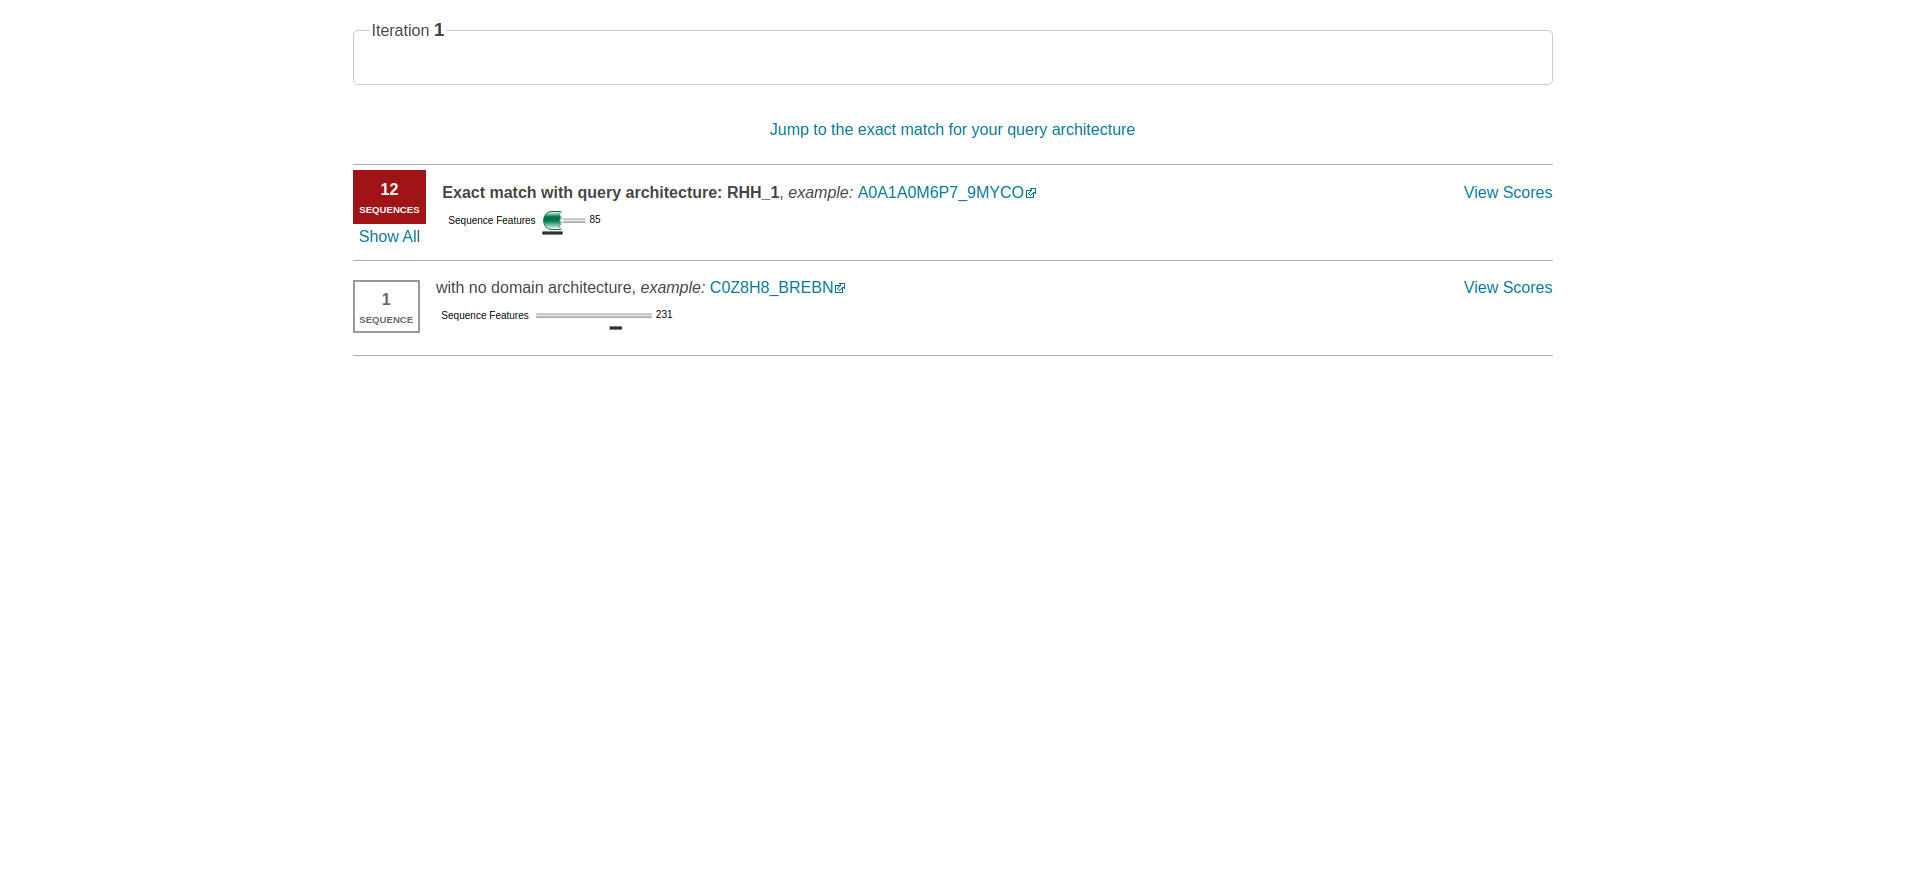 Iteration 1
Jump to the exact match for your query architecture
12
SEQUENCES
Show All
Exact match with query architecture: RHH_1, example: A0A1A0M6P7_9MYCO
View Scores
Sequence Features
85
1
SEQUENCE
with no domain architecture, example: C0Z8H8_BREBN
View Scores
Sequence Features
231